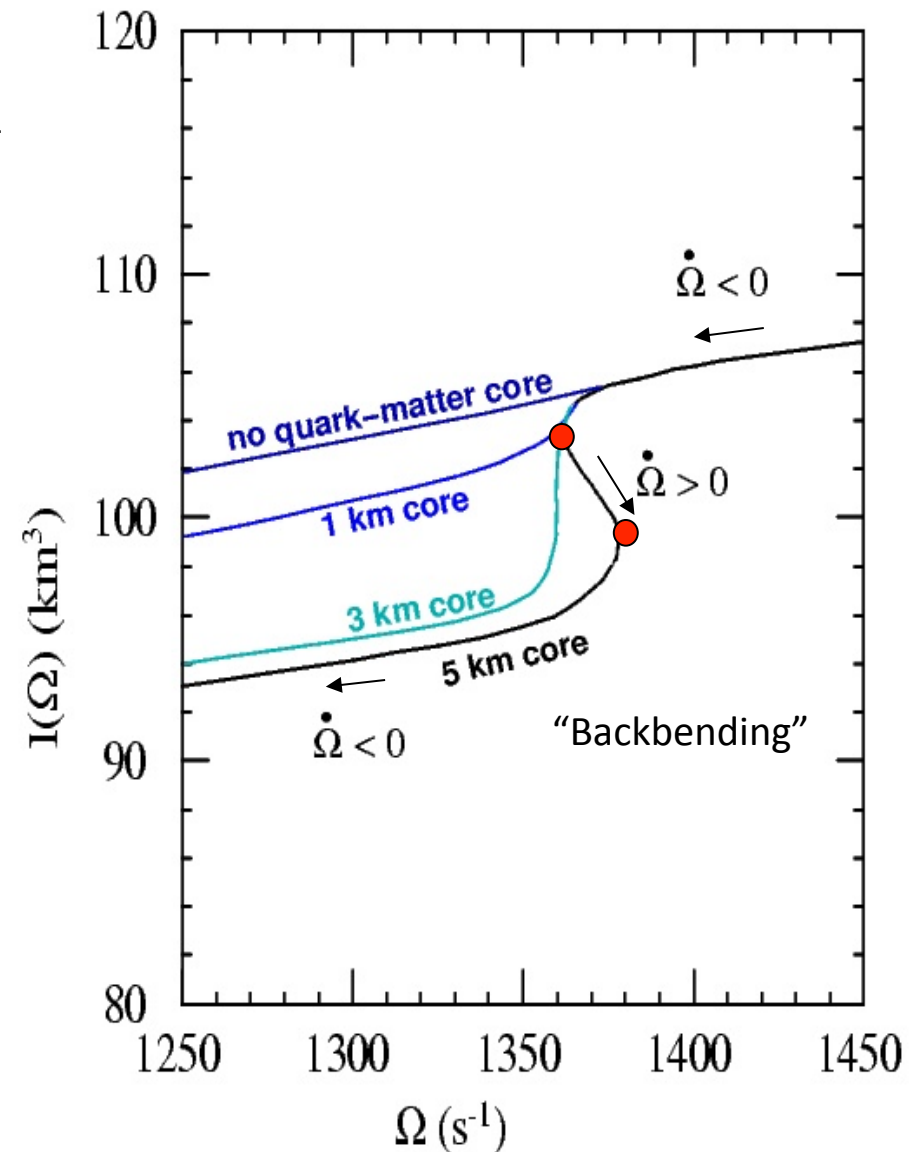 120
110
100
90
80
I(Ω) (km³)
Ω̇ < 0
no quark–matter core
Ω̇ > 0
1 km core
3 km core
5 km core
Ω̇ < 0
“Backbending”
1250 1300 1350 1400 1450
Ω (s⁻¹)